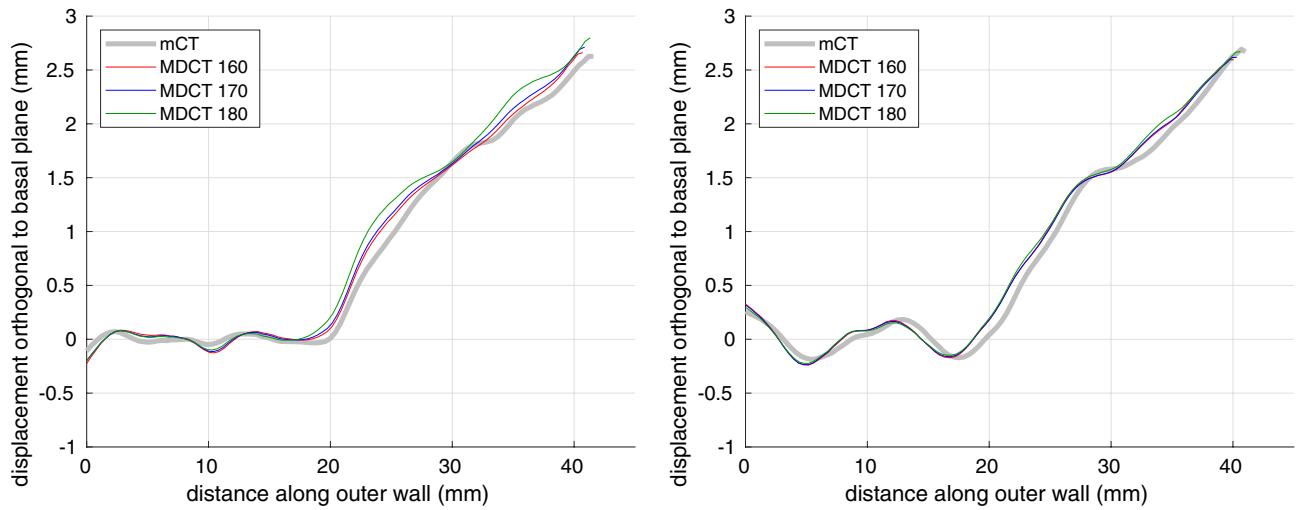 displacement orthogonal to basal plane (mm)
3
2.5
2
1.5
1
0.5
0
-0.5
-1
mCT
MDCT 160
MDCT 170
MDCT 180
0 10 20 30 40
distance along outer wall (mm)
displacement orthogonal to basal plane (mm)
3
2.5
2
1.5
1
0.5
0
-0.5
-1
mCT
MDCT 160
MDCT 170
MDCT 180
0 10 20 30 40
distance along outer wall (mm)